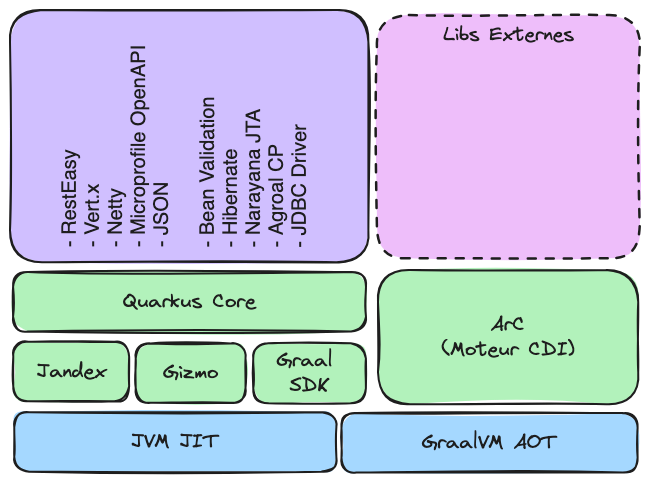 - RestEasy
- Vert.x
- Netty
- Microprofile OpenAPI
- JSON
- Bean Validation
- Hibernate
- Narayana JTA
- Agroal CP
- JDBC Driver
Libs Externes
Quarkus Core
ArC
(Moteur CDI)
Jandex
Gizmo
Graal
SDK
JVM JIT
GraalVM AOT